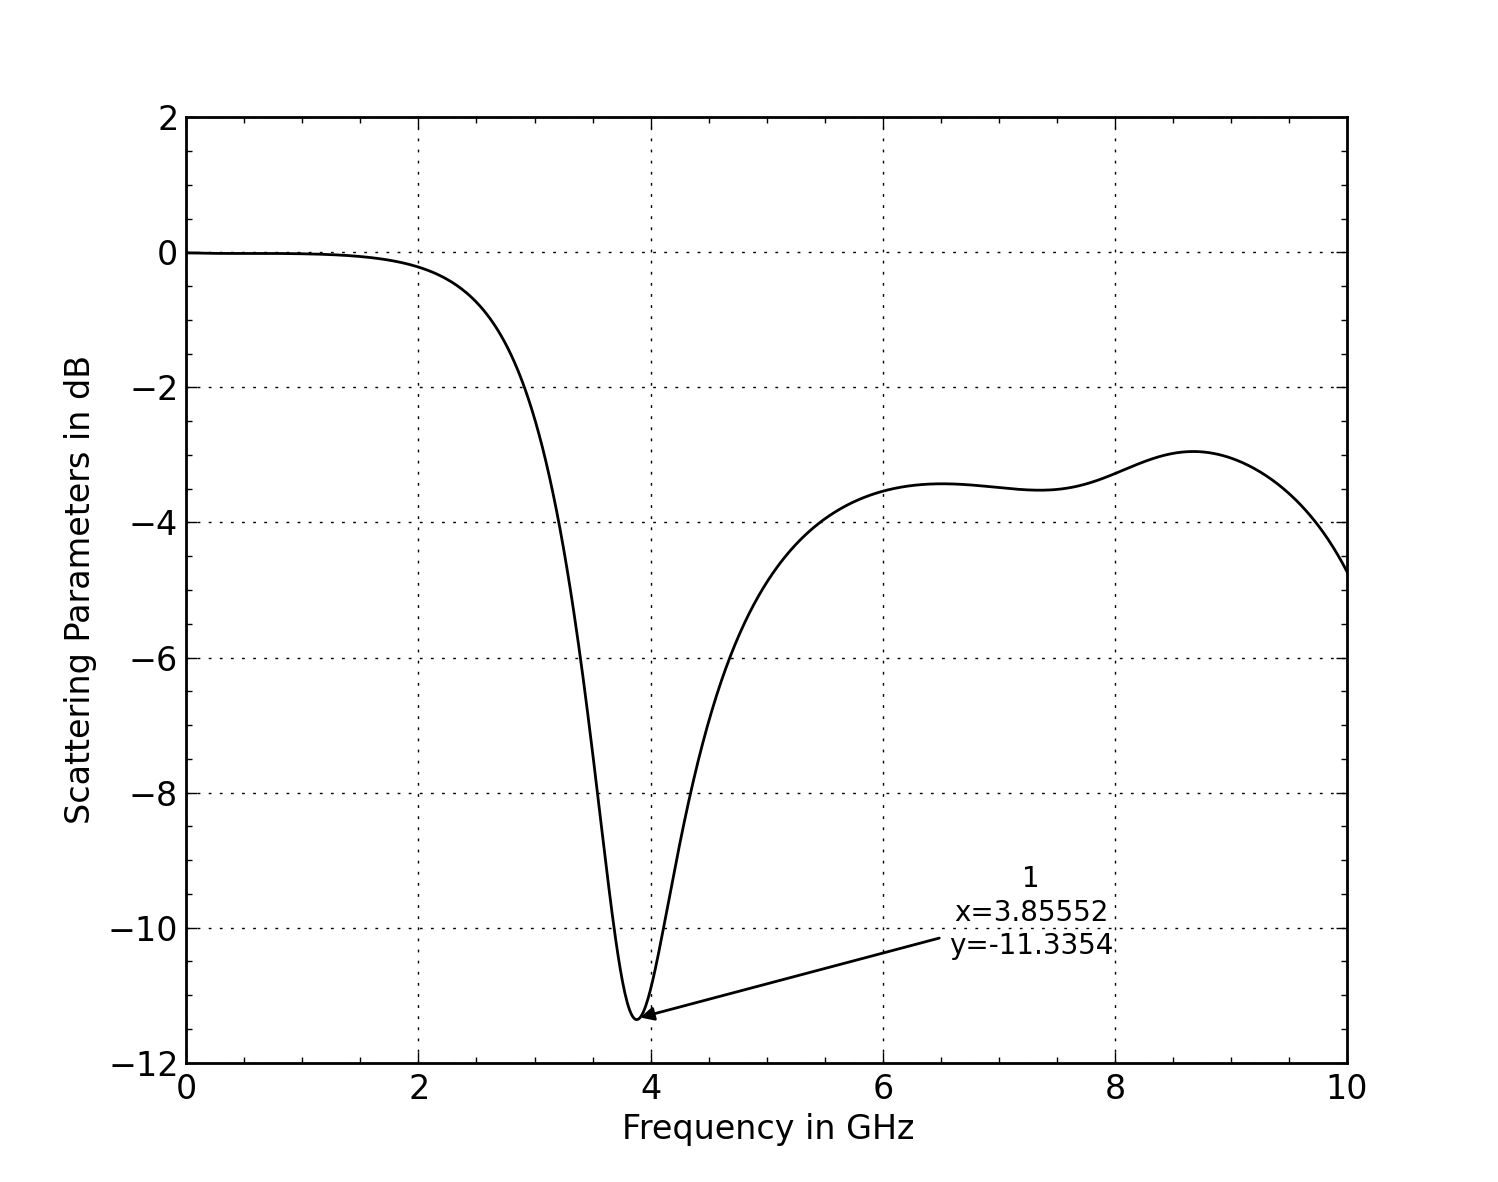 2
0
−2
−4
−6
−8
−10
−12
Scattering Parameters in dB
1
x=3.85552
y=-11.3354
0 2 4 6 8 10
Frequency in GHz